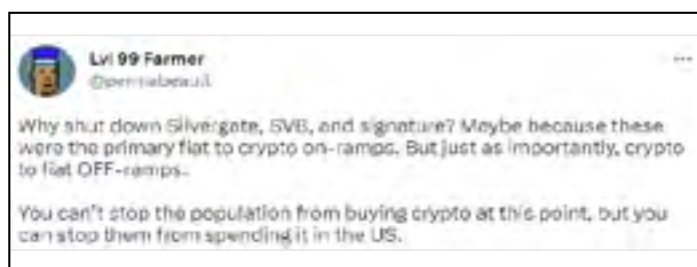 Lvl 99 Farmer
Why shut down Silvergate, SVB, and signature? Maybe because these
were the primary fiat to crypto on-ramps. But just as importantly, crypto
to fiat OFF-ramps.
You can't stop the population from buying crypto at this point, but you
can stop them from spending it in the US.